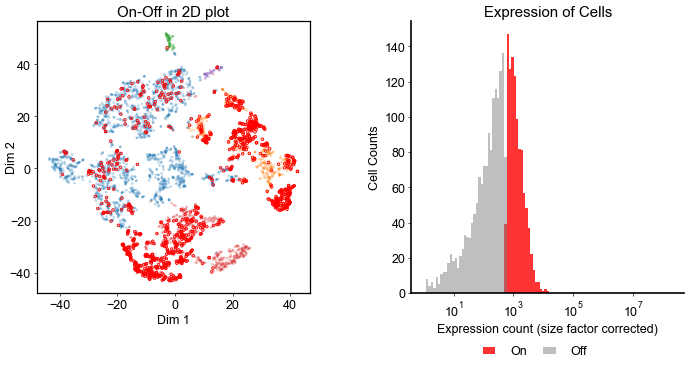 On-Off in 2D plot
Dim 2
40
20
0
−20
−40
−40 −20 0 20 40
Dim 1
Expression of Cells
Cell Counts
140
120
100
80
60
40
20
0
10^1 10^3 10^5 10^7
Expression count (size factor corrected)
On Off